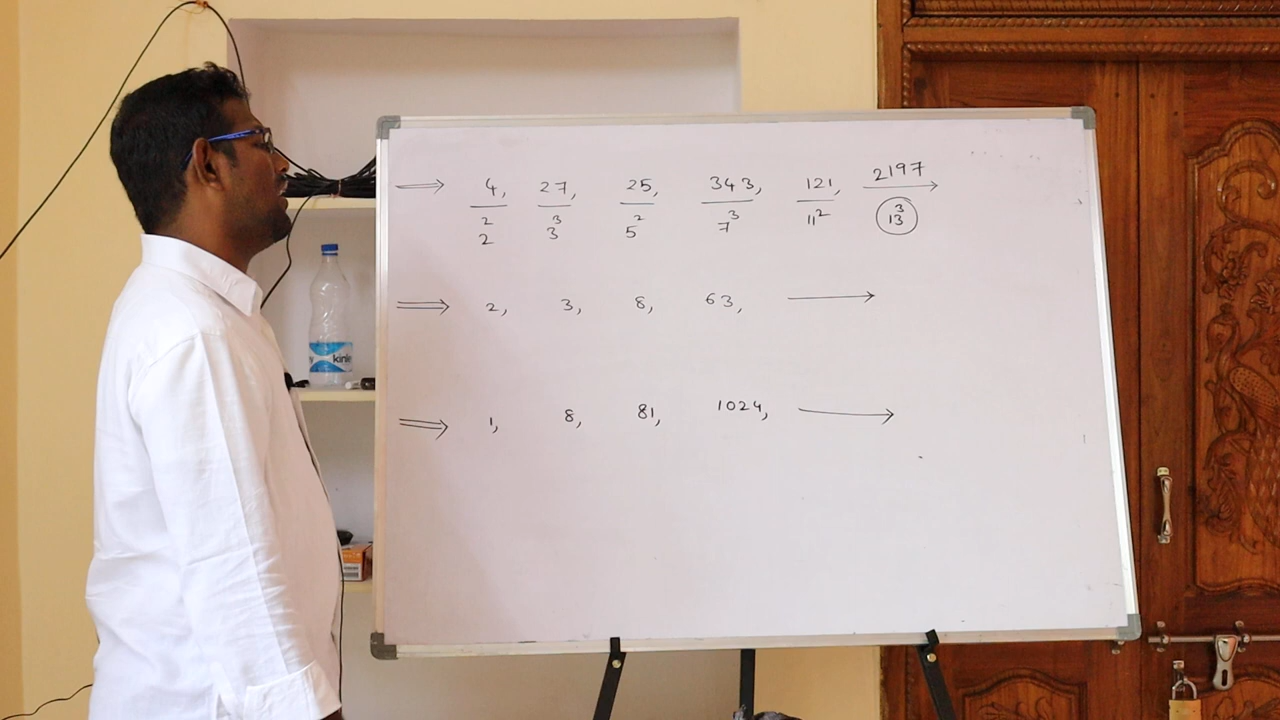 ⇒ 4, 27, 25, 343, 121, 2197
2² 3³ 5² 7³ 11² 13³
⇒ 2, 3, 8, 63, →
⇒ 1, 8, 81, 1024, →
kinle